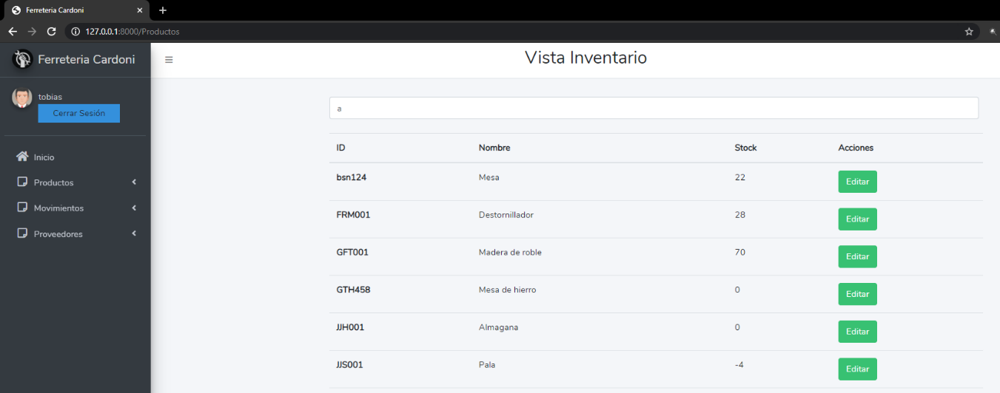 Ferreteria Cardoni
127.0.0.1:8000/Productos
Ferreteria Cardoni
Vista Inventario
tobias
Cerrar Sesión
Inicio
Productos
Movimientos
Proveedores
a
ID Nombre Stock Acciones
bsn124 Mesa 22 Editar
FRM001 Destornillador 28 Editar
GFT001 Madera de roble 70 Editar
GTH458 Mesa de hierro 0 Editar
JJH001 Almagana 0 Editar
JJS001 Pala -4 Editar